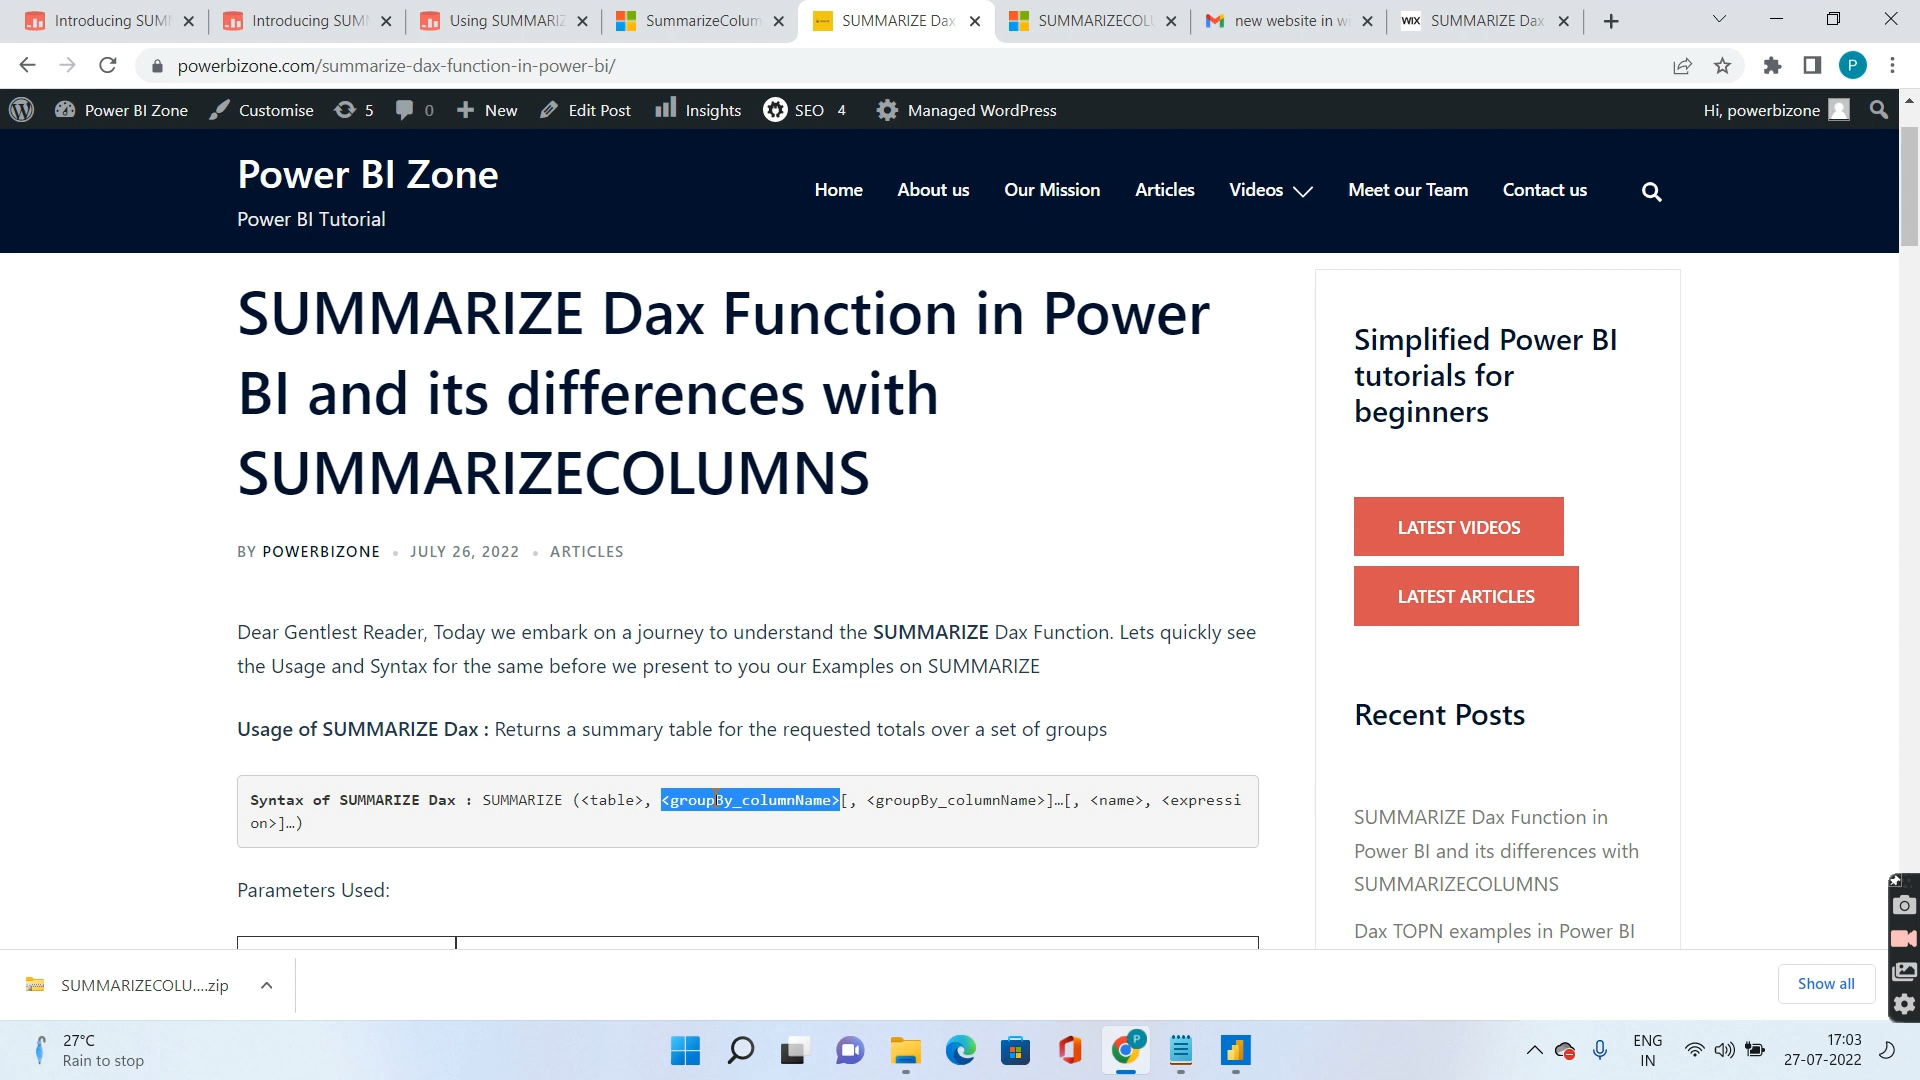 Introducing SUM
Introducing SUM
Using SUMMARIZ
SummarizeColum
SUMMARIZE Dax
SUMMARIZECOL
new website in wi
WIX SUMMARIZE Dax
powerbizone.com/summarize-dax-function-in-power-bi/
P
Power BI Zone
Customise
5
0
New
Edit Post
Insights
SEO 4
Managed WordPress
Hi, powerbizone
Power BI Zone
Power BI Tutorial
Home
About us
Our Mission
Articles
Videos
Meet our Team
Contact us
SUMMARIZE Dax Function in Power
BI and its differences with
SUMMARIZECOLUMNS
BY POWERBIZONE • JULY 26, 2022 • ARTICLES
Dear Gentlest Reader, Today we embark on a journey to understand the SUMMARIZE Dax Function. Lets quickly see
the Usage and Syntax for the same before we present to you our Examples on SUMMARIZE
Usage of SUMMARIZE Dax : Returns a summary table for the requested totals over a set of groups
Syntax of SUMMARIZE Dax : SUMMARIZE (<table>, <groupBy_columnName>[, <groupBy_columnName>]…[, <name>, <expressi
on>]…)
Parameters Used:
Simplified Power BI
tutorials for
beginners
LATEST VIDEOS
LATEST ARTICLES
Recent Posts
SUMMARIZE Dax Function in
Power BI and its differences with
SUMMARIZECOLUMNS
Dax TOPN examples in Power BI
SUMMARIZECOLU....zip
Show all
27°C
Rain to stop
P
ENG
IN
17:03
27-07-2022